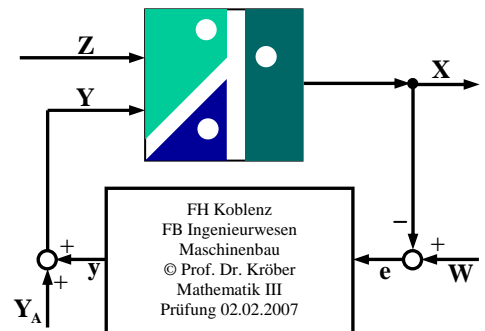 Z
X
Y
FH Koblenz
FB Ingenieurwesen
Maschinenbau
© Prof. Dr. Kröber
Mathematik III
Prüfung 02.02.2007
−
+
+
y
e
W
+
Y_A